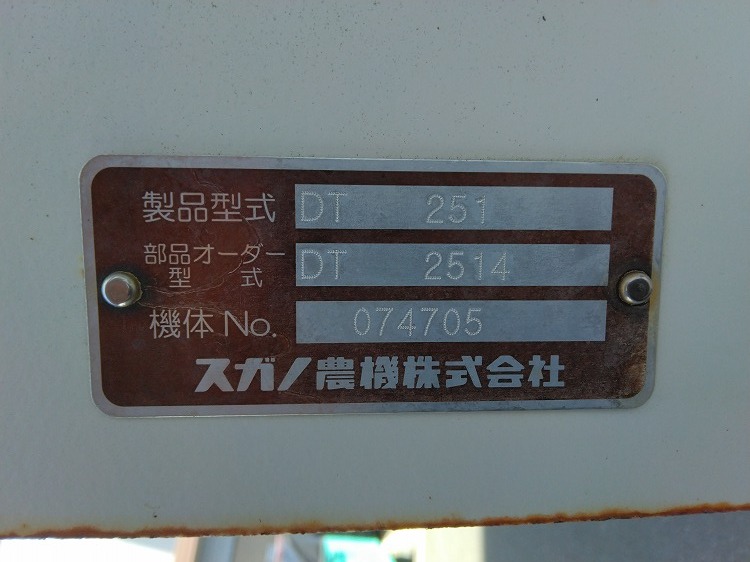 製品型式 DT 251
部品オーダー型式 DT 2514
機体No. 074705
スガノ農機株式会社